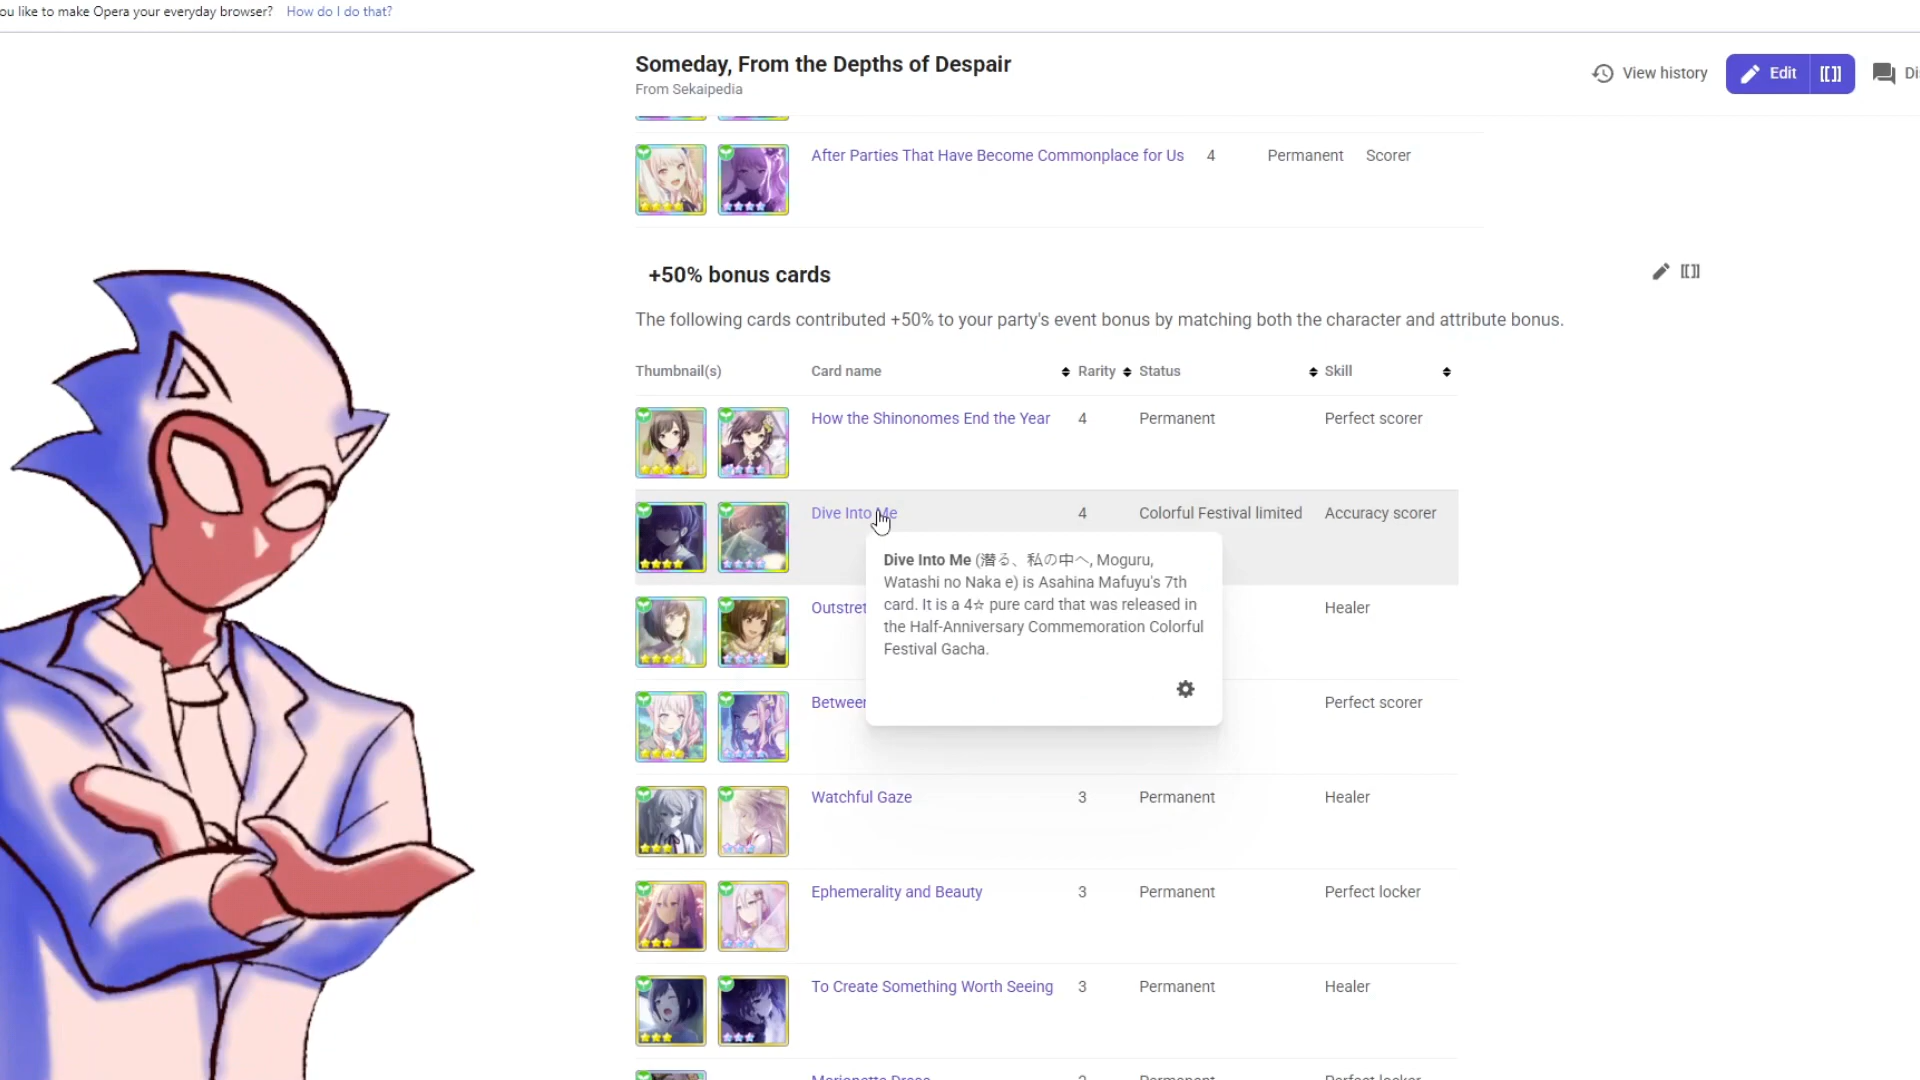 ou like to make Opera your everyday browser? How do I do that?
Someday, From the Depths of Despair
From Sekaipedia
View history
Edit
After Parties That Have Become Commonplace for Us 4 Permanent Scorer
+50% bonus cards
The following cards contributed +50% to your party's event bonus by matching both the character and attribute bonus.
Thumbnail(s) Card name Rarity Status Skill
How the Shinonomes End the Year 4 Permanent Perfect scorer
Dive Into Me 4 Colorful Festival limited Accuracy scorer
Dive Into Me (潜る、私の中へ, Moguru,
Watashi no Naka e) is Asahina Mafuyu's 7th
card. It is a 4☆ pure card that was released in
the Half-Anniversary Commemoration Colorful
Festival Gacha.
Outstret Healer
Between Perfect scorer
Watchful Gaze 3 Permanent Healer
Ephemerality and Beauty 3 Permanent Perfect locker
To Create Something Worth Seeing 3 Permanent Healer